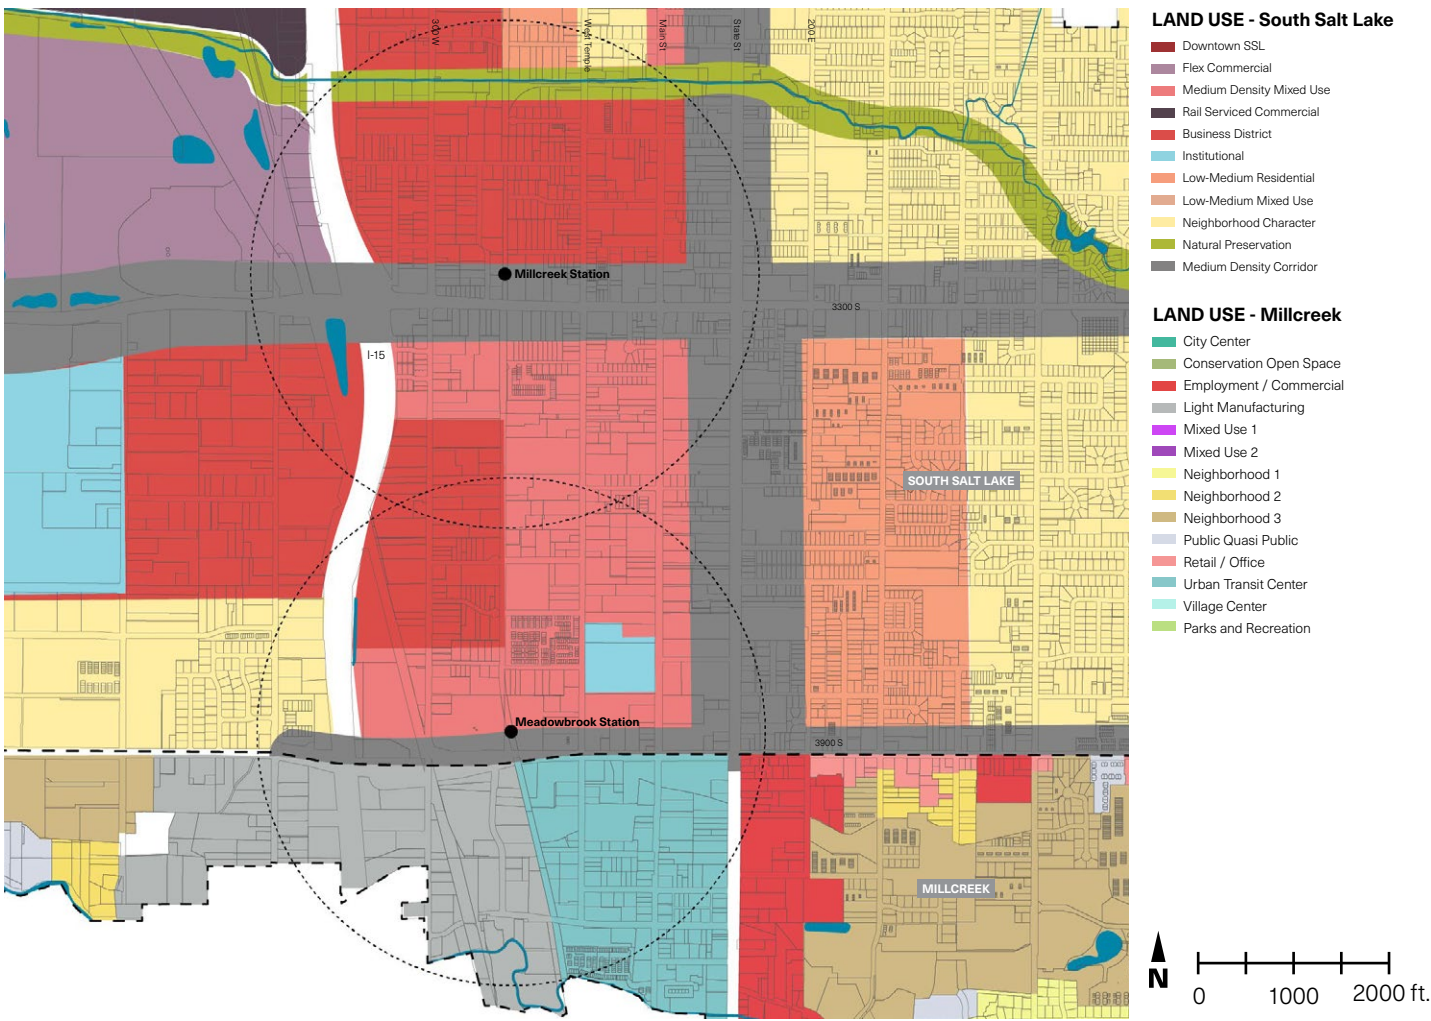 300 W
West Temple
Main St
State St
200 E
Millcreek Station
3300 S
I-15
SOUTH SALT LAKE
Meadowbrook Station
3900 S
MILLCREEK
LAND USE - South Salt Lake
Downtown SSL
Flex Commercial
Medium Density Mixed Use
Rail Serviced Commercial
Business District
Institutional
Low-Medium Residential
Low-Medium Mixed Use
Neighborhood Character
Natural Preservation
Medium Density Corridor
LAND USE - Millcreek
City Center
Conservation Open Space
Employment / Commercial
Light Manufacturing
Mixed Use 1
Mixed Use 2
Neighborhood 1
Neighborhood 2
Neighborhood 3
Public Quasi Public
Retail / Office
Urban Transit Center
Village Center
Parks and Recreation
N
0 1000 2000 ft.